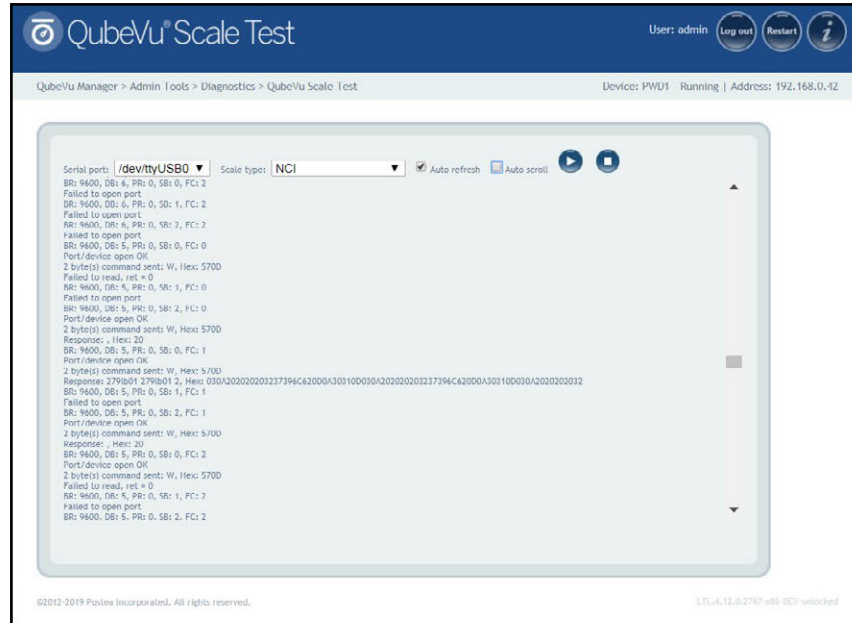 QubeVu® Scale Test
User: admin
Log out
Restart
i
QubeVu Manager > Admin Tools > Diagnostics > QubeVu Scale Test
Device: PWD1 - Running | Address: 192.168.0.42
Serial port: /dev/ttyUSB0 Scale type: NCI Auto refresh Auto scroll
BR: 9600, DB: 6, PR: 0, SB: 0, FC: 2
Failed to open port
BR: 9600, DB: 6, PR: 0, SB: 1, FC: 2
Failed to open port
BR: 9600, DB: 6, PR: 0, SB: 2, FC: 2
Failed to open port
BR: 9600, DB: 5, PR: 0, SB: 0, FC: 0
Port/device open OK
2 byte(s) command sent: W, Hex: 570D
Failed to read, ret = 0
BR: 9600, DB: 5, PR: 0, SB: 1, FC: 0
Failed to open port
BR: 9600, DB: 5, PR: 0, SB: 2, FC: 0
Port/device open OK
2 byte(s) command sent: W, Hex: 570D
Response: , Hex: 20
BR: 9600, DB: 5, PR: 0, SB: 0, FC: 1
Port/device open OK
2 byte(s) command sent: W, Hex: 570D
Response: 279lb01 279lb01 2, Hex: 030A202020203237396C620D0A30310D030A202020203237396C620D0A30310D030A2020202032
BR: 9600, DB: 5, PR: 0, SB: 1, FC: 1
Failed to open port
BR: 9600, DB: 5, PR: 0, SB: 2, FC: 1
Port/device open OK
2 byte(s) command sent: W, Hex: 570D
Response: , Hex: 20
BR: 9600, DB: 5, PR: 0, SB: 0, FC: 2
Port/device open OK
2 byte(s) command sent: W, Hex: 570D
Failed to read, ret = 0
BR: 9600, DB: 5, PR: 0, SB: 1, FC: 2
Failed to open port
BR: 9600, DB: 5, PR: 0, SB: 2, FC: 2
©2012-2019 Postea Incorporated. All rights reserved.
LTL.4.12.0.2767-x86-DEV-unlocked